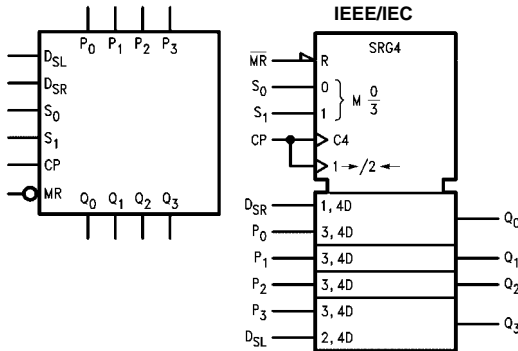 IEEE/IEC
P0 P1 P2 P3
DSL
DSR
S0
S1
CP
MR
Q0 Q1 Q2 Q3
SRG4
MR R
S0 0
S1 1
M 0/3
CP C4
1 → /2 ←
DSR 1, 4D
Q0
P0 3, 4D
P1 3, 4D Q1
P2 3, 4D Q2
P3 3, 4D
Q3
DSL 2, 4D